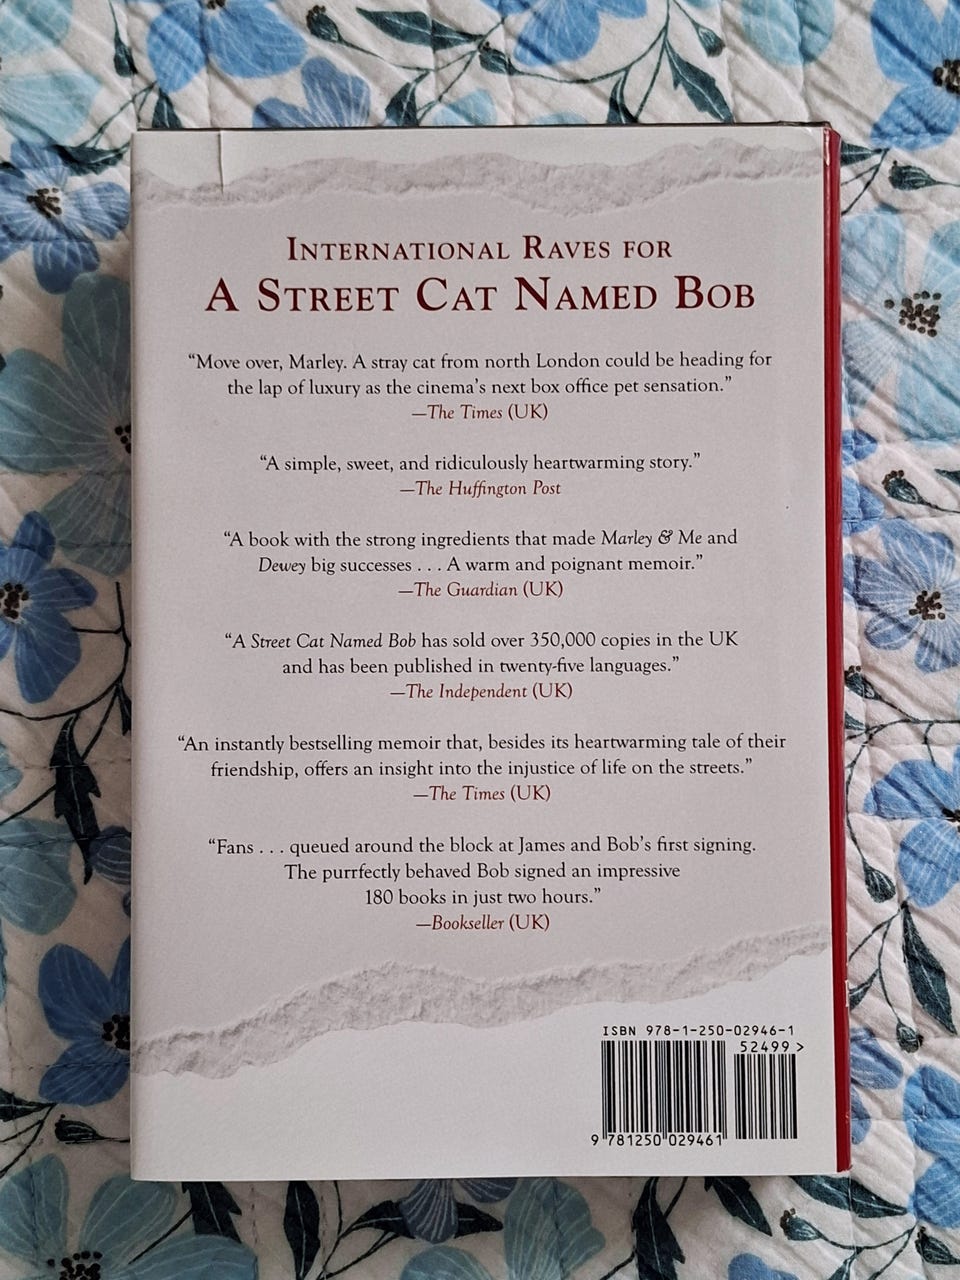 INTERNATIONAL RAVES FOR
A STREET CAT NAMED BOB
“Move over, Marley. A stray cat from north London could be heading for
the lap of luxury as the cinema’s next box office pet sensation.”
—The Times (UK)
“A simple, sweet, and ridiculously heartwarming story.”
—The Huffington Post
“A book with the strong ingredients that made Marley & Me and
Dewey big successes . . . A warm and poignant memoir.”
—The Guardian (UK)
“A Street Cat Named Bob has sold over 350,000 copies in the UK
and has been published in twenty-five languages.”
—The Independent (UK)
“An instantly bestselling memoir that, besides its heartwarming tale of their
friendship, offers an insight into the injustice of life on the streets.”
—The Times (UK)
“Fans . . . queued around the block at James and Bob’s first signing.
The purrfectly behaved Bob signed an impressive
180 books in just two hours.”
—Bookseller (UK)
ISBN 978-1-250-02946-1
52499 >
9 781250 029461